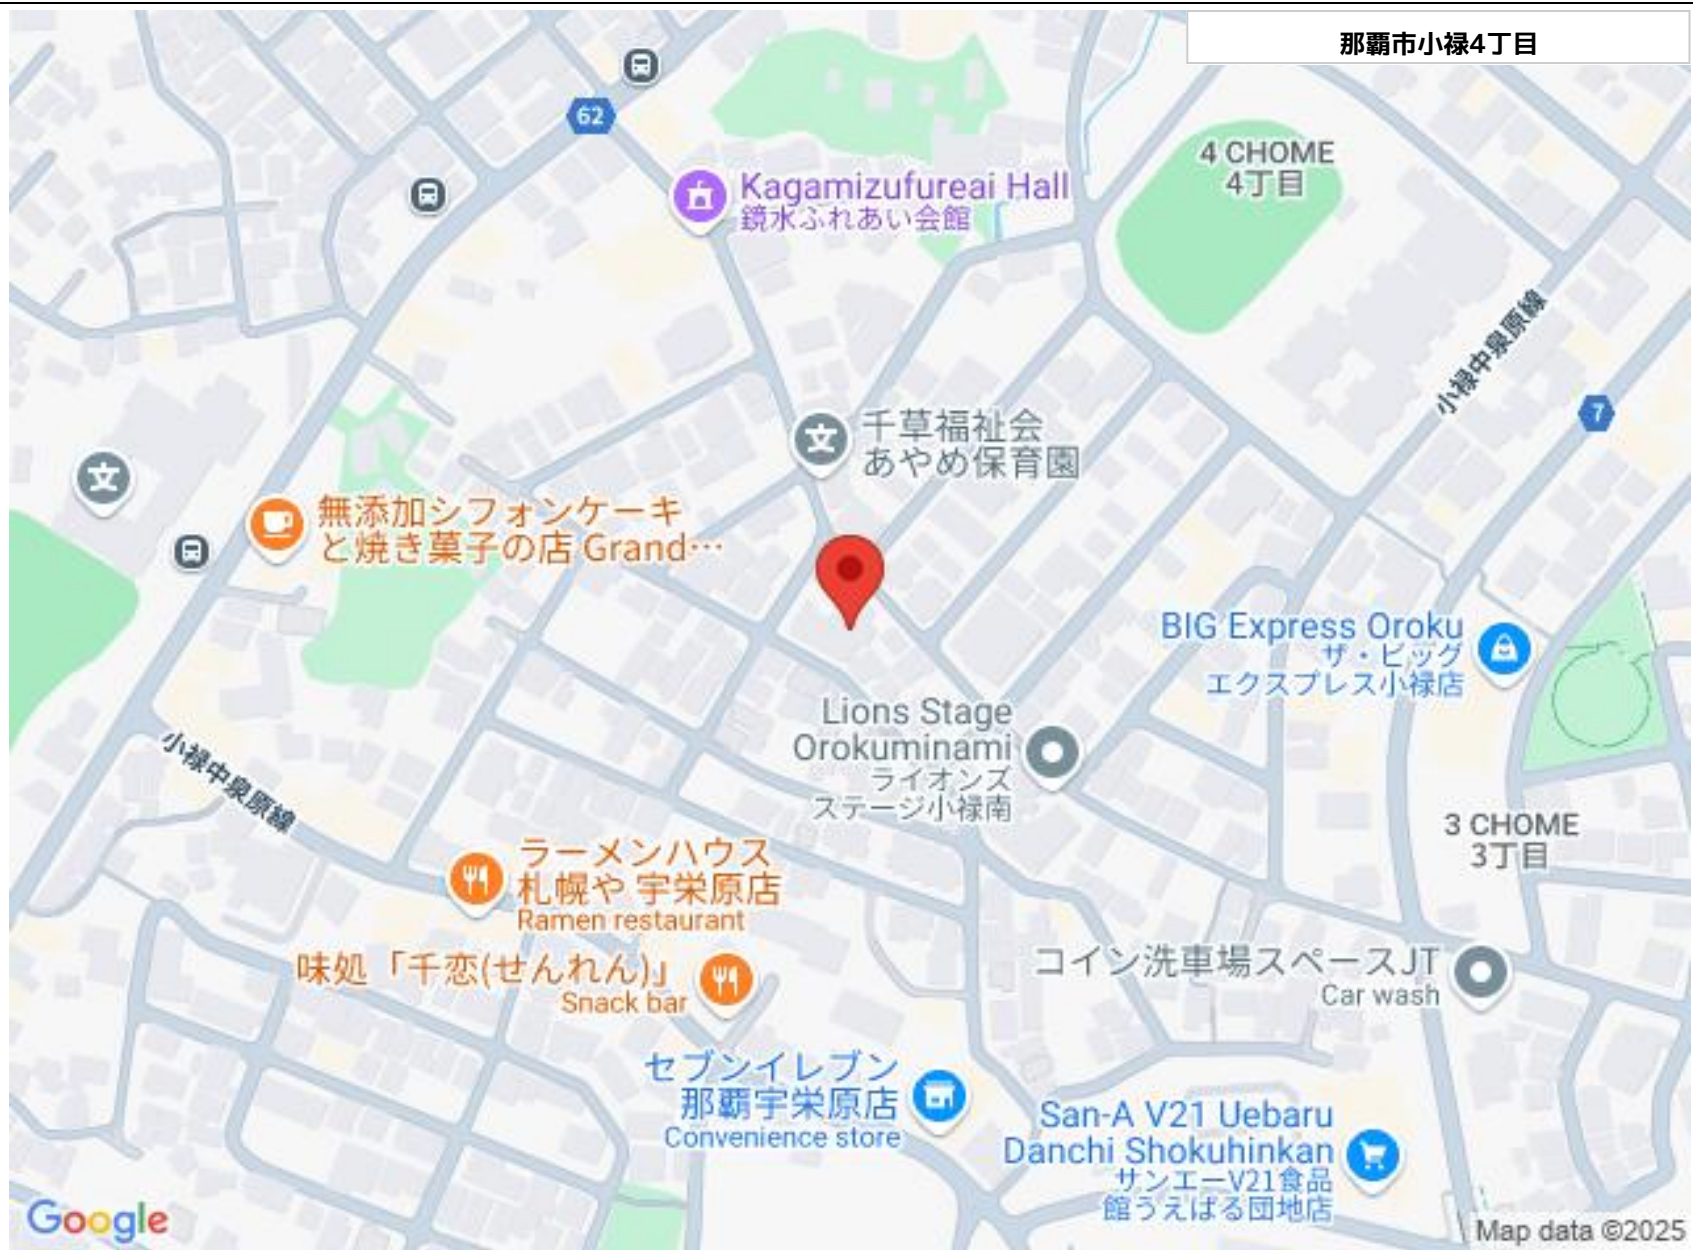 那覇市小禄4丁目
62
4 CHOME
4丁目
Kagamizufureai Hall
鏡水ふれあい会館
小禄中泉原線
7
千草福祉会
あやめ保育園
無添加シフォンケーキ
と焼き菓子の店 Grand…
BIG Express Oroku
ザ・ビッグ
エクスプレス小禄店
Lions Stage
Orokuminami
ライオンズ
ステージ小禄南
小禄中泉原線
3 CHOME
3丁目
ラーメンハウス
札幌や 宇栄原店
Ramen restaurant
味処「千恋(せんれん)」
Snack bar
コイン洗車場スペースJT
Car wash
セブンイレブン
那覇宇栄原店
Convenience store
San-A V21 Uebaru
Danchi Shokuhinkan
サンエーV21食品
館うえばる団地店
Google
Map data ©2025
文
文